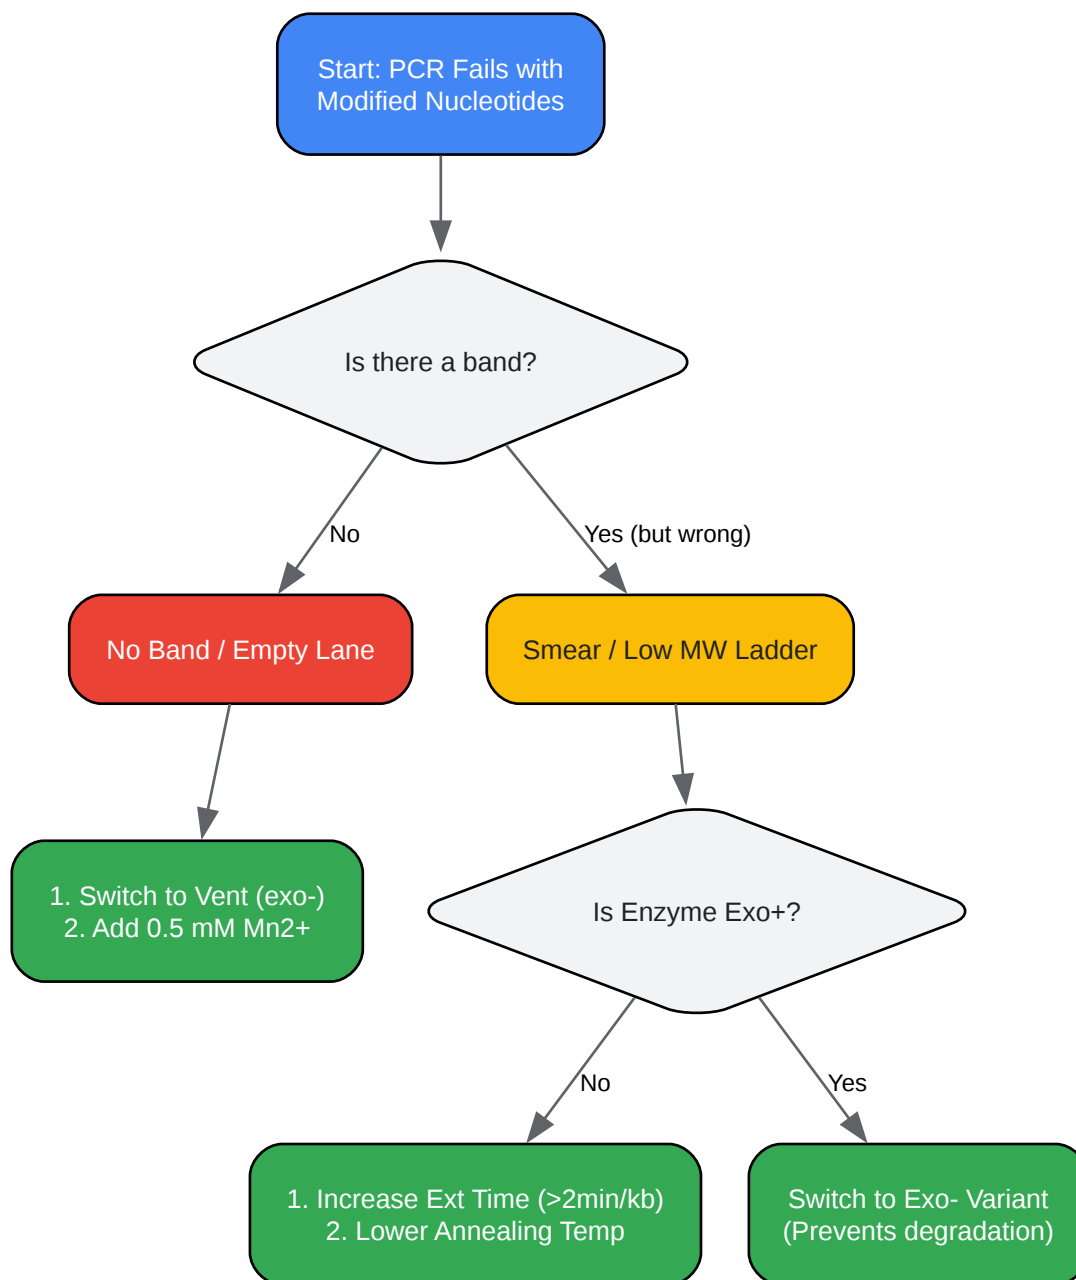 Start: PCR Fails with
Modified Nucleotides
Is there a band?
No
Yes (but wrong)
No Band / Empty Lane
Smear / Low MW Ladder
1. Switch to Vent (exo-)
2. Add 0.5 mM Mn2+
Is Enzyme Exo+?
No
Yes
1. Increase Ext Time (>2min/kb)
2. Lower Annealing Temp
Switch to Exo- Variant
(Prevents degradation)